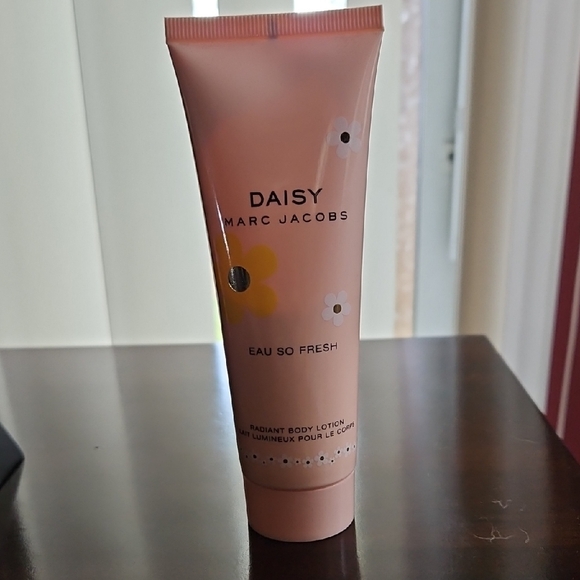 DAISY
MARC JACOBS
EAU SO FRESH
RADIANT BODY LOTION
LAIT LUMINEUX POUR LE CORPS